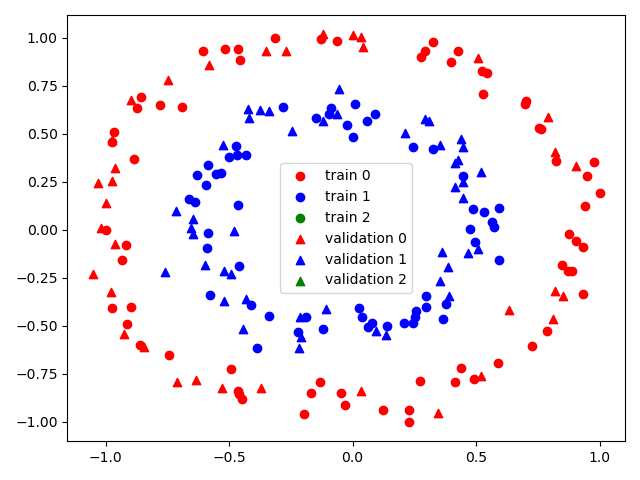 1.00
0.75
0.50
0.25
0.00
−0.25
−0.50
−0.75
−1.00
train 0
train 1
train 2
validation 0
validation 1
validation 2
−1.0 −0.5 0.0 0.5 1.0